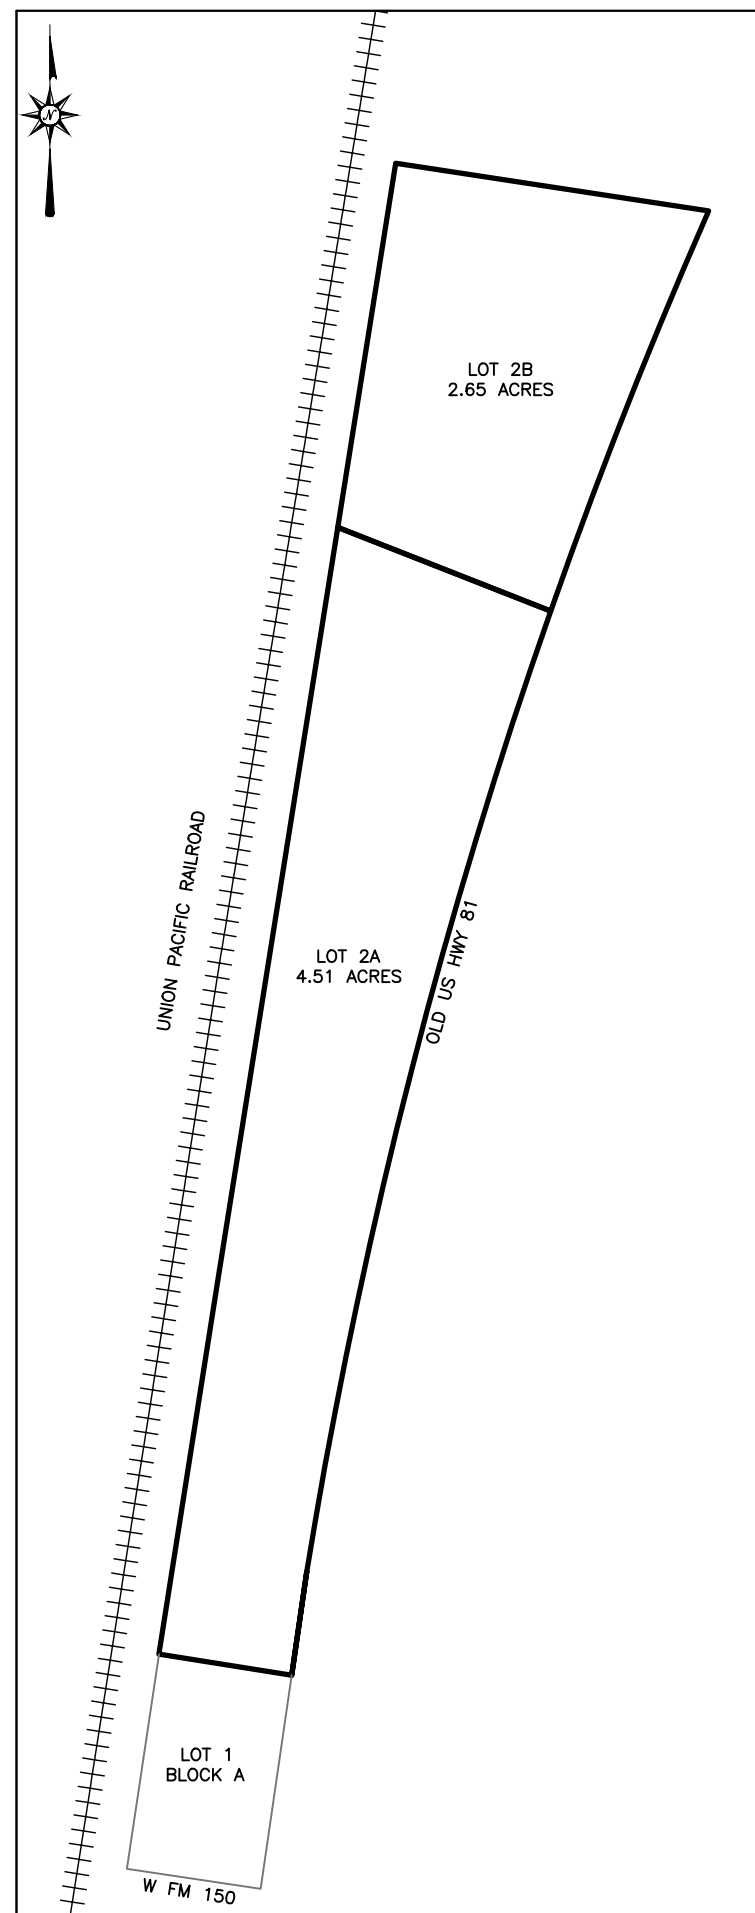 N
LOT 2B
2.65 ACRES
UNION PACIFIC RAILROAD
OLD US HWY 81
LOT 2A
4.51 ACRES
LOT 1
BLOCK A
W FM 150